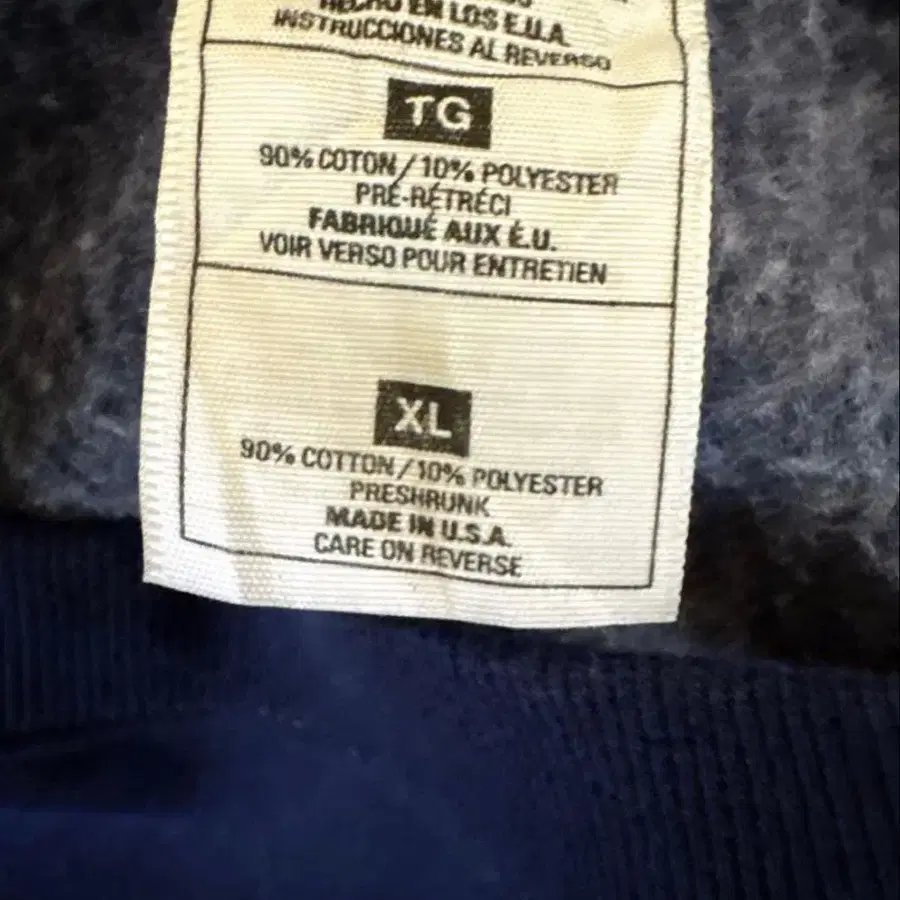 HECHO EN LOS E.U.A.
INSTRUCCIONES AL REVERSO
TG
90% COTON/10% POLYESTER
PRÉ-RÉTRÉCI
FABRIQUÉ AUX É.U.
VOIR VERSO POUR ENTRETIEN
XL
90% COTTON/10% POLYESTER
PRESHRUNK
MADE IN U.S.A.
CARE ON REVERSE